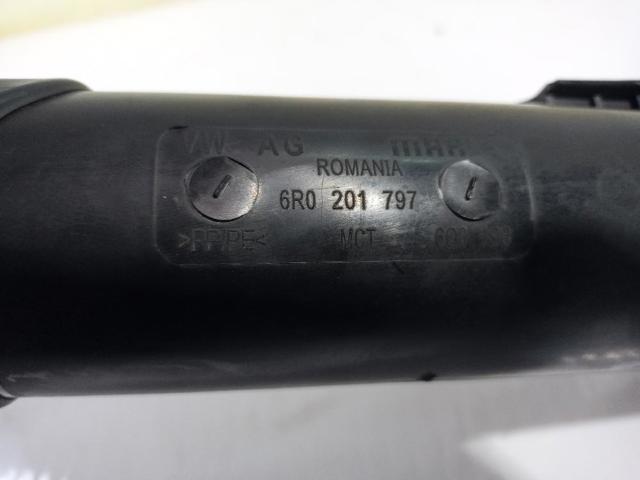 VW AG
ROMANIA
6R0 201 797
>PP/PE< MCT